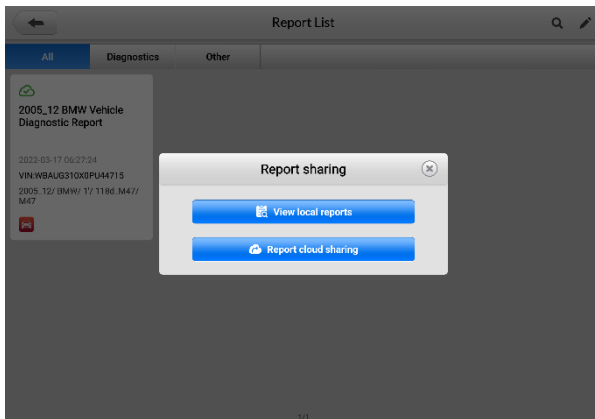 Report List
All
Diagnostics
Other
2005_12 BMW Vehicle
Diagnostic Report
2022-03-17 06:27:24
VIN:WBAUG310X0PU44715
2005_12/ BMW/ 1'/ 118d_M47/
M47
Report sharing
View local reports
Report cloud sharing
1/1